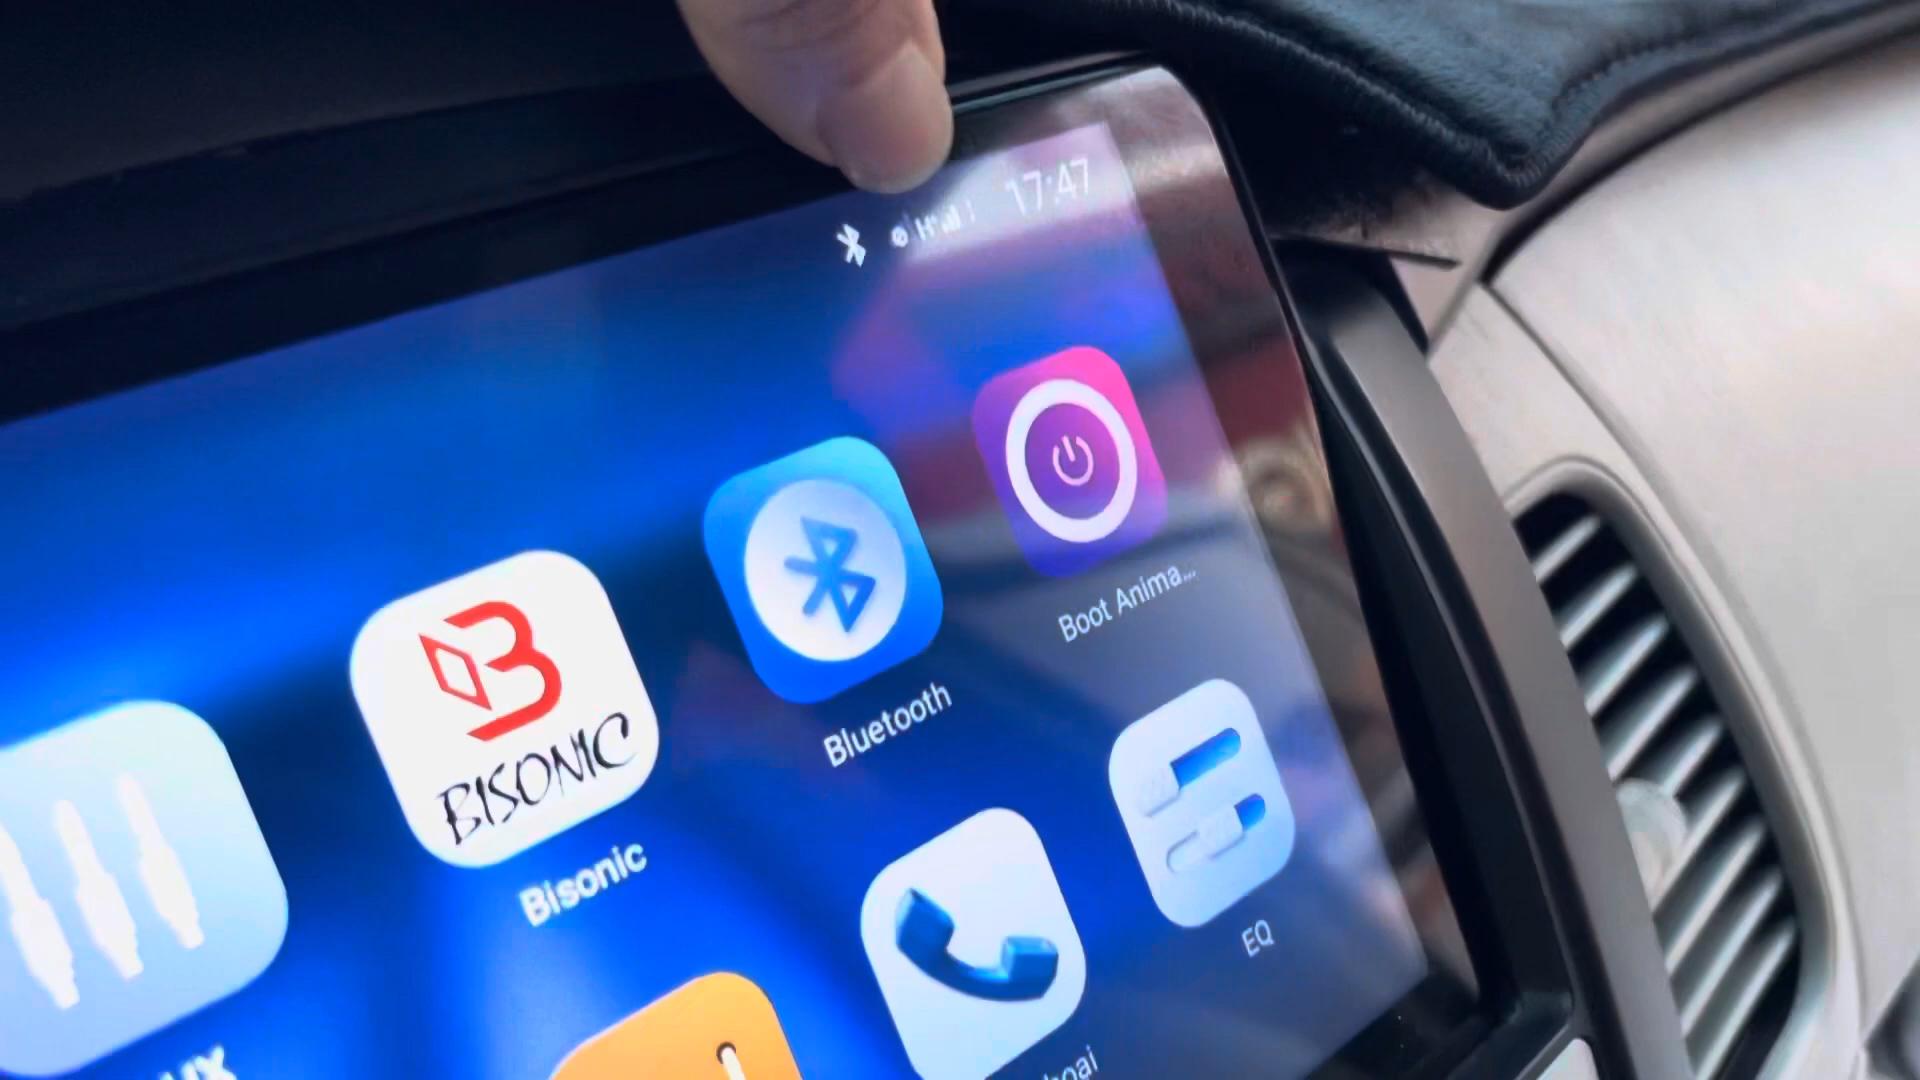 17:47
Boot Anima...
Bluetooth
BISONIC
Bisonic
EQ